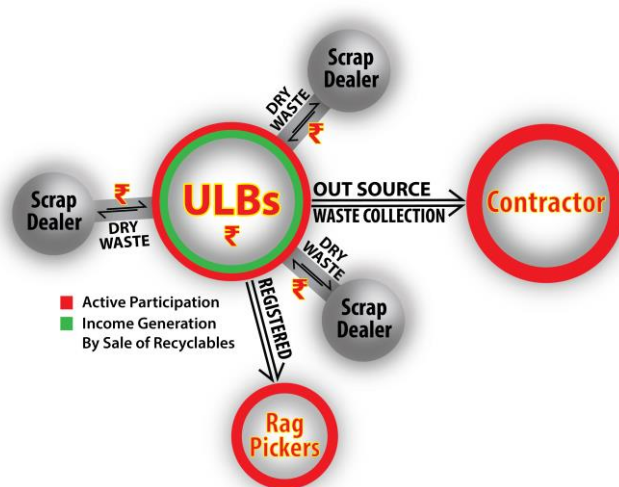 Scrap
Dealer
DRY
WASTE
₹
Scrap
Dealer
₹
DRY
WASTE
ULBs
₹
OUT SOURCE
WASTE COLLECTION
Contractor
DRY
WASTE
₹
Scrap
Dealer
REGISTERED
Active Participation
Income Generation
By Sale of Recyclables
Rag
Pickers